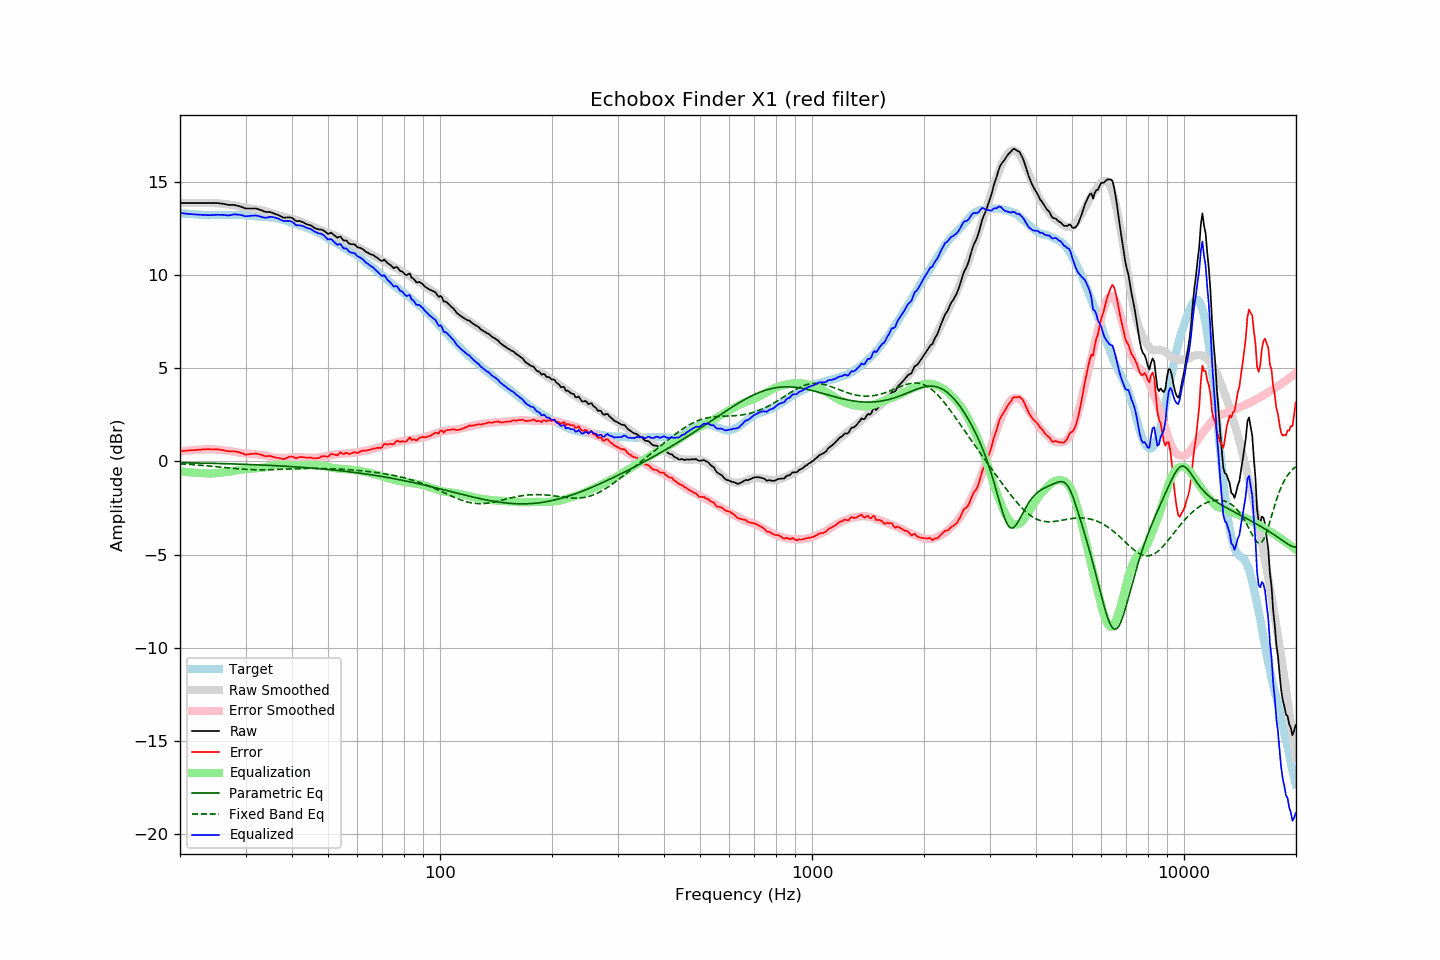 Echobox Finder X1 (red filter)
15
10
5
0
−5
−10
−15
−20
Amplitude (dBr)
Target
Raw Smoothed
Error Smoothed
Raw
Error
Equalization
Parametric Eq
Fixed Band Eq
Equalized
100
1000
10000
Frequency (Hz)